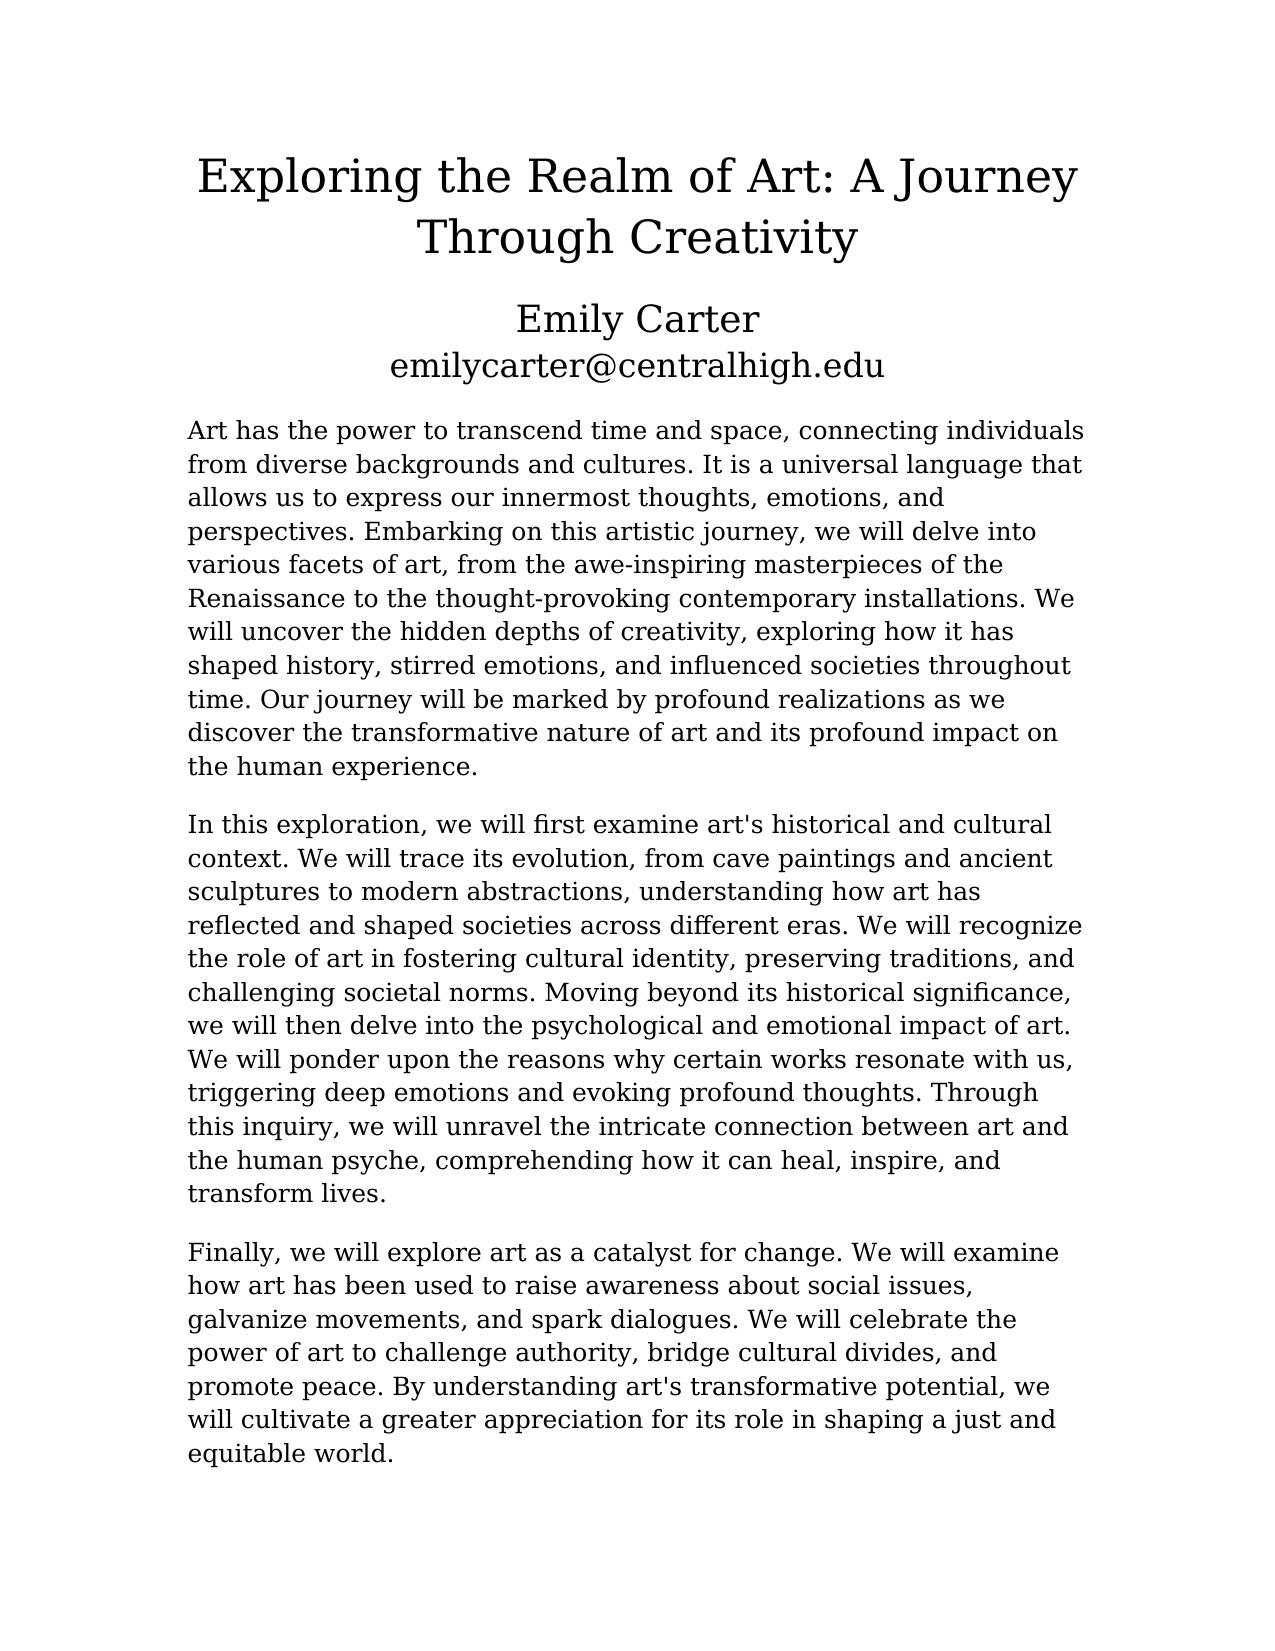 Exploring the Realm of Art: A Journey
Through Creativity
Emily Carter
emilycarter@centralhigh.edu
Art has the power to transcend time and space, connecting individuals
from diverse backgrounds and cultures. It is a universal language that
allows us to express our innermost thoughts, emotions, and
perspectives. Embarking on this artistic journey, we will delve into
various facets of art, from the awe-inspiring masterpieces of the
Renaissance to the thought-provoking contemporary installations. We
will uncover the hidden depths of creativity, exploring how it has
shaped history, stirred emotions, and influenced societies throughout
time. Our journey will be marked by profound realizations as we
discover the transformative nature of art and its profound impact on
the human experience.
In this exploration, we will first examine art's historical and cultural
context. We will trace its evolution, from cave paintings and ancient
sculptures to modern abstractions, understanding how art has
reflected and shaped societies across different eras. We will recognize
the role of art in fostering cultural identity, preserving traditions, and
challenging societal norms. Moving beyond its historical significance,
we will then delve into the psychological and emotional impact of art.
We will ponder upon the reasons why certain works resonate with us,
triggering deep emotions and evoking profound thoughts. Through
this inquiry, we will unravel the intricate connection between art and
the human psyche, comprehending how it can heal, inspire, and
transform lives.
Finally, we will explore art as a catalyst for change. We will examine
how art has been used to raise awareness about social issues,
galvanize movements, and spark dialogues. We will celebrate the
power of art to challenge authority, bridge cultural divides, and
promote peace. By understanding art's transformative potential, we
will cultivate a greater appreciation for its role in shaping a just and
equitable world.